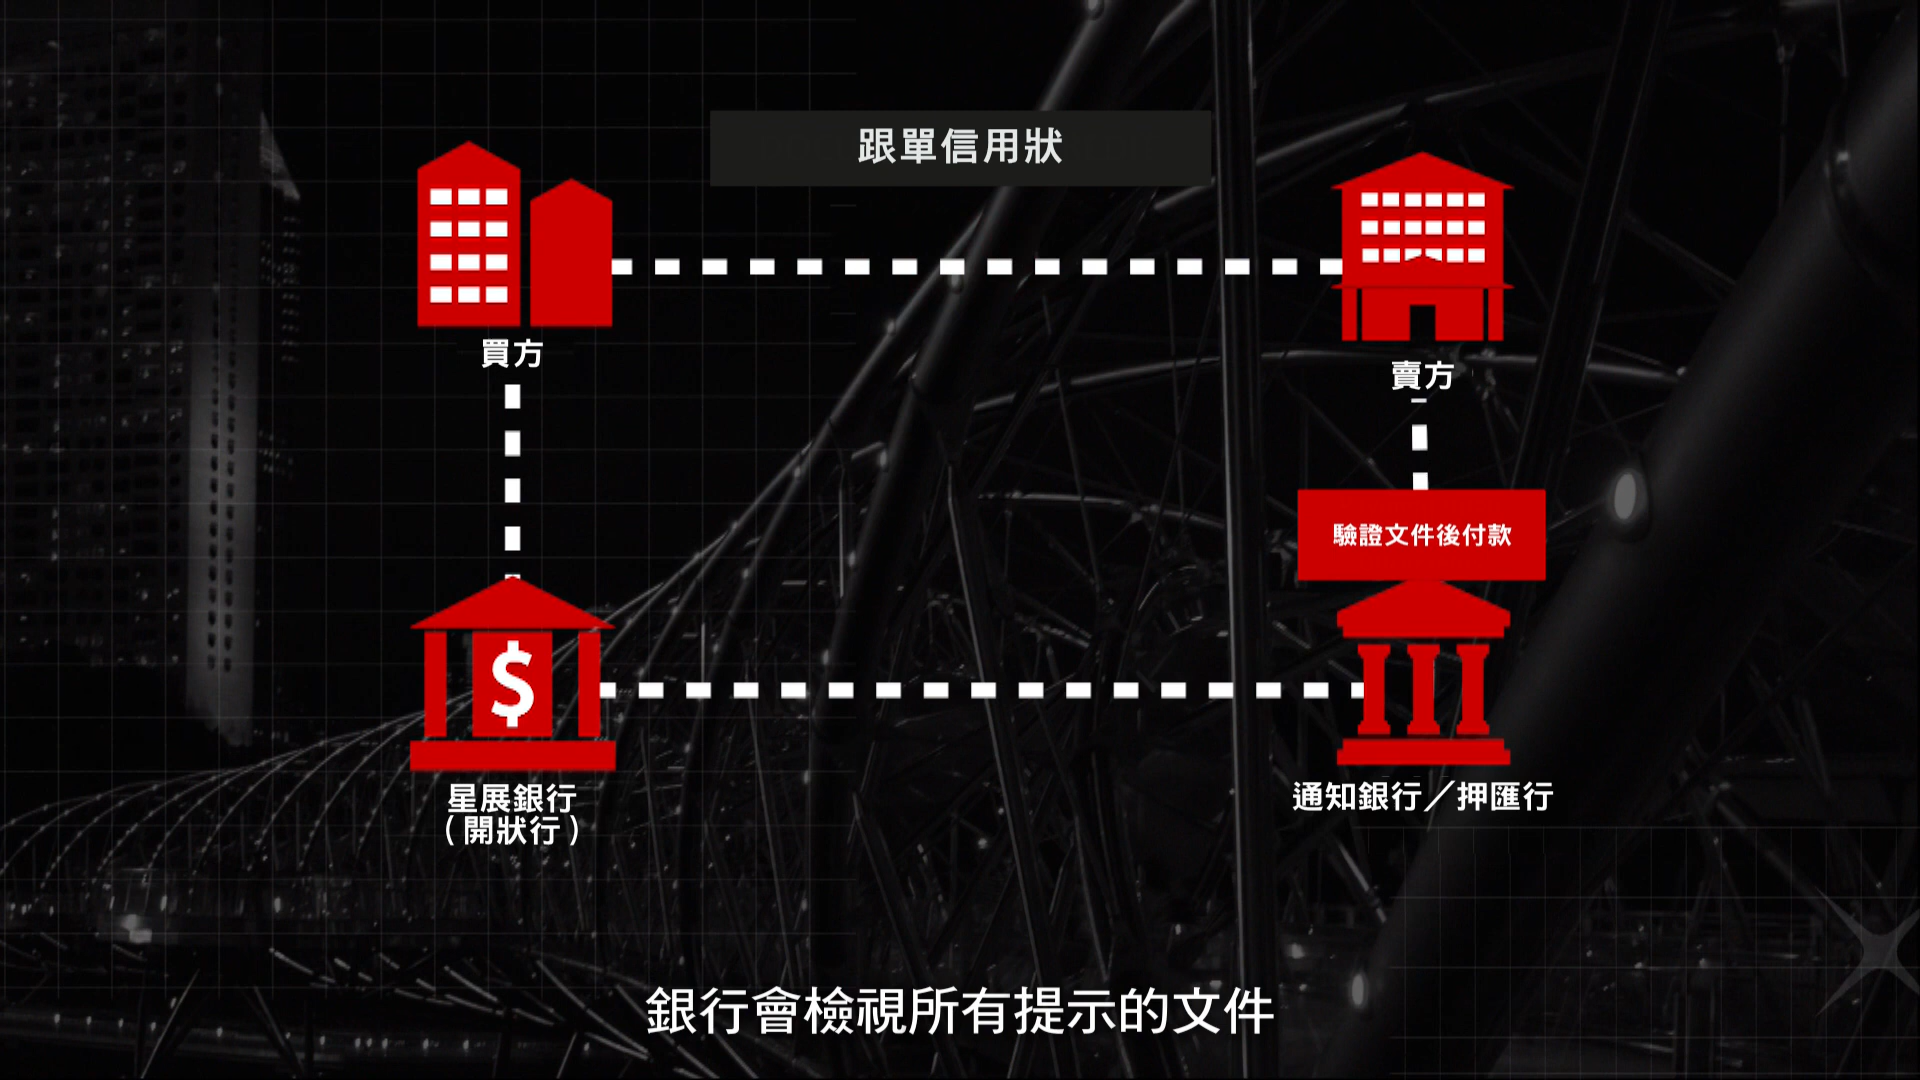 跟單信用狀
買方
賣方
驗證文件後付款
$
星展銀行
(開狀行)
通知銀行／押匯行
銀行會檢視所有提示的文件